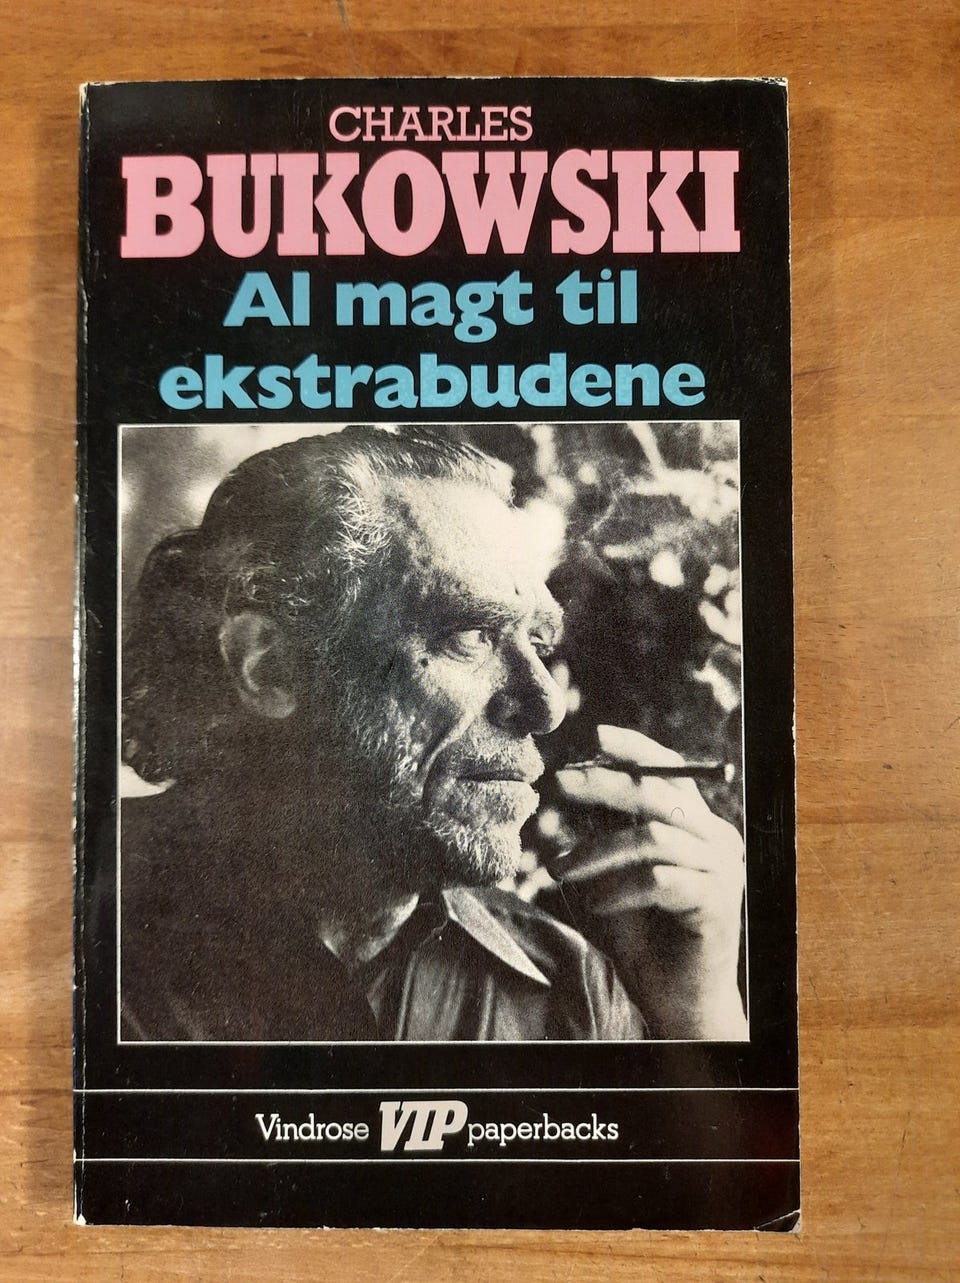 CHARLES
BUKOWSKI
Al magt til
ekstrabudene
Vindrose VIP paperbacks